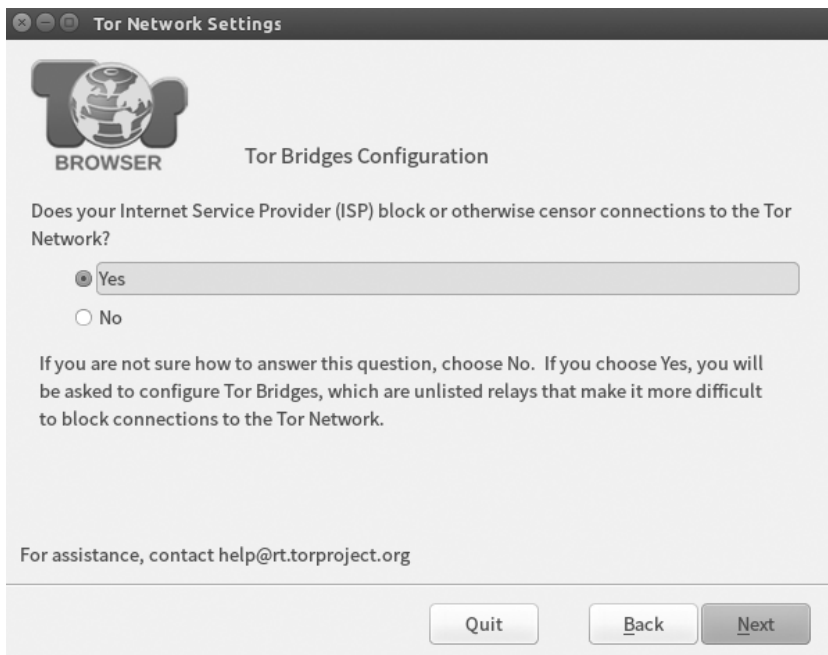 Tor Network Settings
Tor
BROWSER
Tor Bridges Configuration
Does your Internet Service Provider (ISP) block or otherwise censor connections to the Tor
Network?
Yes
No
If you are not sure how to answer this question, choose No. If you choose Yes, you will
be asked to configure Tor Bridges, which are unlisted relays that make it more difficult
to block connections to the Tor Network.
For assistance, contact help@rt.torproject.org
Quit
Back
Next